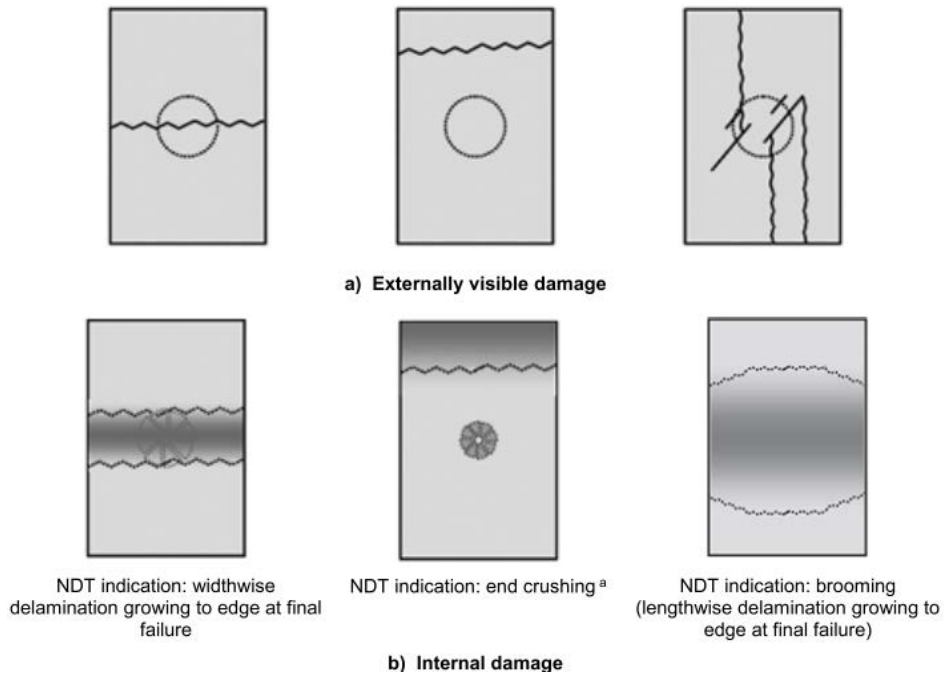 a) Externally visible damage
NDT indication: widthwise
delamination growing to edge at final
failure
NDT indication: end crushing a
NDT indication: brooming
(lengthwise delamination growing to
edge at final failure)
b) Internal damage